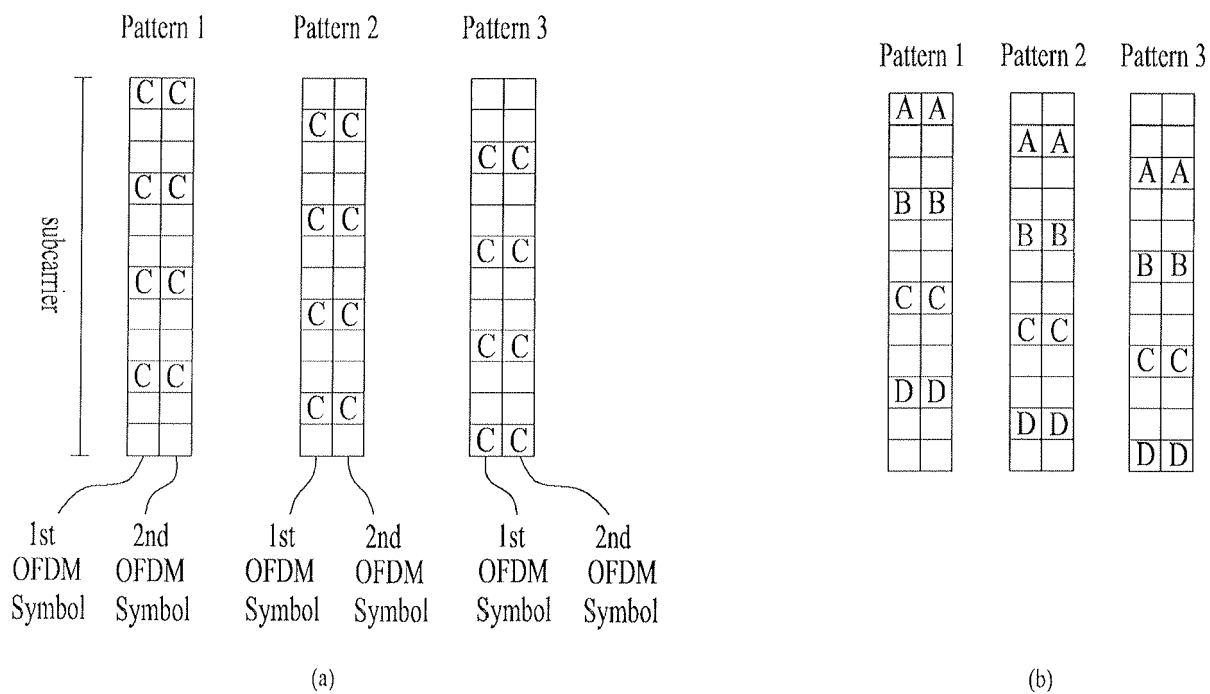 Pattern 1 Pattern 2 Pattern 3
C C
C C
C C
C C
C C
C C
C C
C C
C C
C C
C C
C C
subcarrier
1st OFDM Symbol
2nd OFDM Symbol
1st OFDM Symbol
2nd OFDM Symbol
1st OFDM Symbol
2nd OFDM Symbol
(a)
Pattern 1 Pattern 2 Pattern 3
A A
A A
A A
B B
B B
B B
C C
C C
C C
D D
D D
D D
(b)